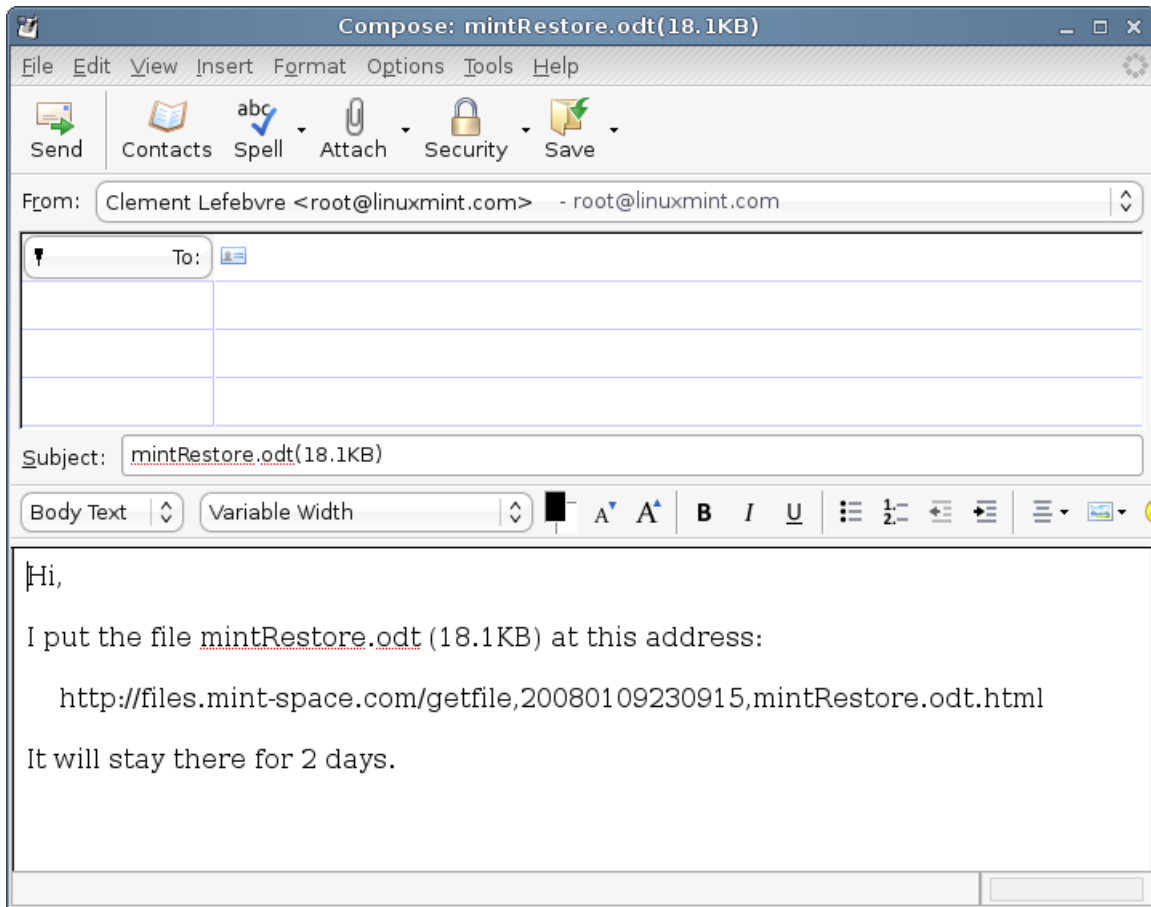 Compose: mintRestore.odt(18.1KB)
File Edit View Insert Format Options Tools Help
abc
Send Contacts Spell Attach Security Save
From: Clement Lefebvre <root@linuxmint.com> - root@linuxmint.com
To:
Subject: mintRestore.odt(18.1KB)
Body Text Variable Width A A B I U 1. 2.
Hi,
I put the file mintRestore.odt (18.1KB) at this address:
http://files.mint-space.com/getfile,20080109230915,mintRestore.odt.html
It will stay there for 2 days.